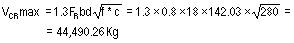 V_CR max = 1.3F_R bd√f*c = 1.3×0.8×18×142.03×√280 =
= 44,490.26 Kg